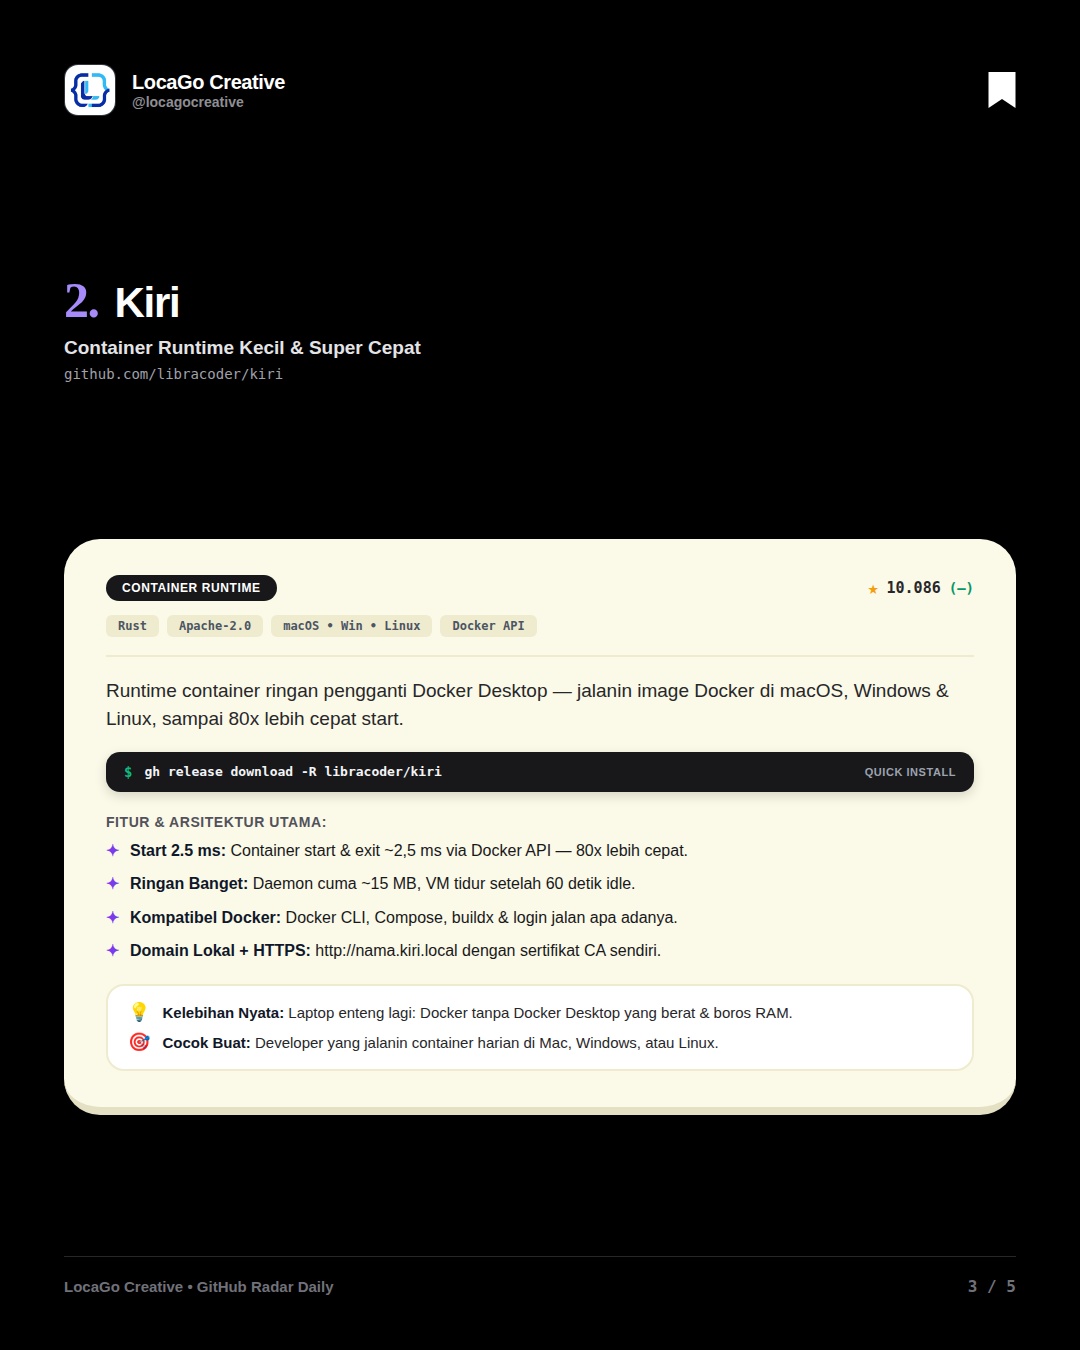 LocaGo Creative
@locagocreative
2. Kiri
Container Runtime Kecil & Super Cepat
github.com/libracoder/kiri
CONTAINER RUNTIME
★ 10.086 (—)
Rust
Apache-2.0
macOS • Win • Linux
Docker API
Runtime container ringan pengganti Docker Desktop — jalanin image Docker di macOS, Windows &
Linux, sampai 80x lebih cepat start.
$ gh release download -R libracoder/kiri
QUICK INSTALL
FITUR & ARSITEKTUR UTAMA:
✦ Start 2.5 ms: Container start & exit ~2,5 ms via Docker API — 80x lebih cepat.
✦ Ringan Banget: Daemon cuma ~15 MB, VM tidur setelah 60 detik idle.
✦ Kompatibel Docker: Docker CLI, Compose, buildx & login jalan apa adanya.
✦ Domain Lokal + HTTPS: http://nama.kiri.local dengan sertifikat CA sendiri.
💡 Kelebihan Nyata: Laptop enteng lagi: Docker tanpa Docker Desktop yang berat & boros RAM.
🎯 Cocok Buat: Developer yang jalanin container harian di Mac, Windows, atau Linux.
LocaGo Creative • GitHub Radar Daily
3 / 5